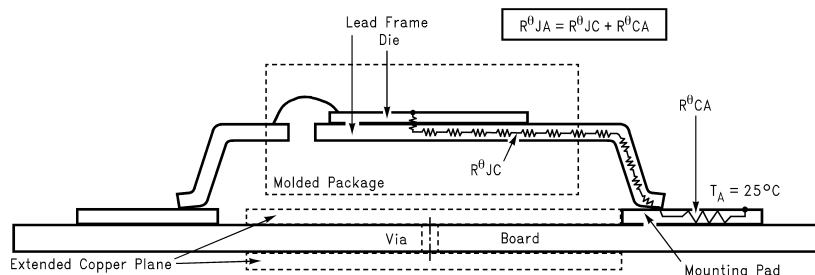 Lead Frame
Die
RθJA = RθJC + RθCA
RθCA
RθJC
Molded Package
TA = 25°C
Via
Board
Extended Copper Plane
Mounting Pad